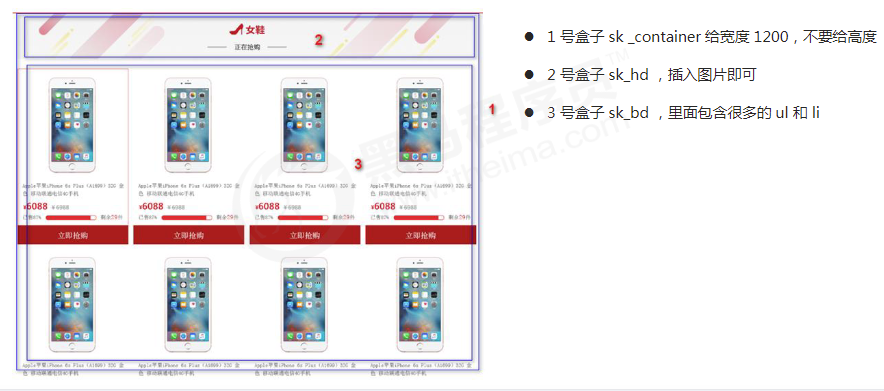 女鞋
正在抢购
2
1
3
Apple苹果iPhone 6s Plus (A1699) 32G 金
色 移动联通电信4G手机
¥6088 ¥6988
已售87% 剩余29件
立即抢购
Apple苹果iPhone 6s Plus (A1699) 32G 金
色 移动联通电信4G手机
¥6088 ¥6988
已售87% 剩余29件
立即抢购
Apple苹果iPhone 6s Plus (A1699) 32G 金
色 移动联通电信4G手机
¥6088 ¥6988
已售87% 剩余29件
立即抢购
Apple苹果iPhone 6s Plus (A1699) 32G 金
色 移动联通电信4G手机
¥6088 ¥6988
已售87% 剩余29件
立即抢购
Apple苹果iPhone 6s Plus (A1699) 32G 金
色 移动联通电信4G手机
Apple苹果iPhone 6s Plus (A1699) 32G 金
色 移动联通电信4G手机
Apple苹果iPhone 6s Plus (A1699) 32G 金
色 移动联通电信4G手机
Apple苹果iPhone 6s Plus (A1699) 32G 金
色 移动联通电信4G手机
● 1 号盒子 sk _container 给宽度 1200，不要给高度
● 2 号盒子 sk_hd ，插入图片即可
● 3 号盒子 sk_bd ，里面包含很多的 ul 和 li
黑马程序员